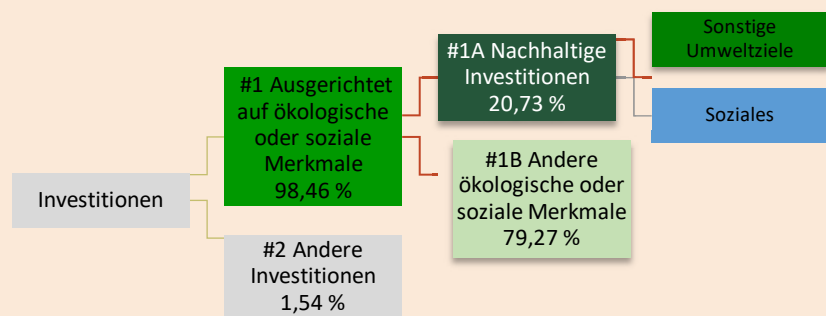 Investitionen
#1 Ausgerichtet
auf ökologische
oder soziale
Merkmale
98,46 %
#2 Andere
Investitionen
1,54 %
#1A Nachhaltige
Investitionen
20,73 %
#1B Andere
ökologische oder
soziale Merkmale
79,27 %
Sonstige
Umweltziele
Soziales